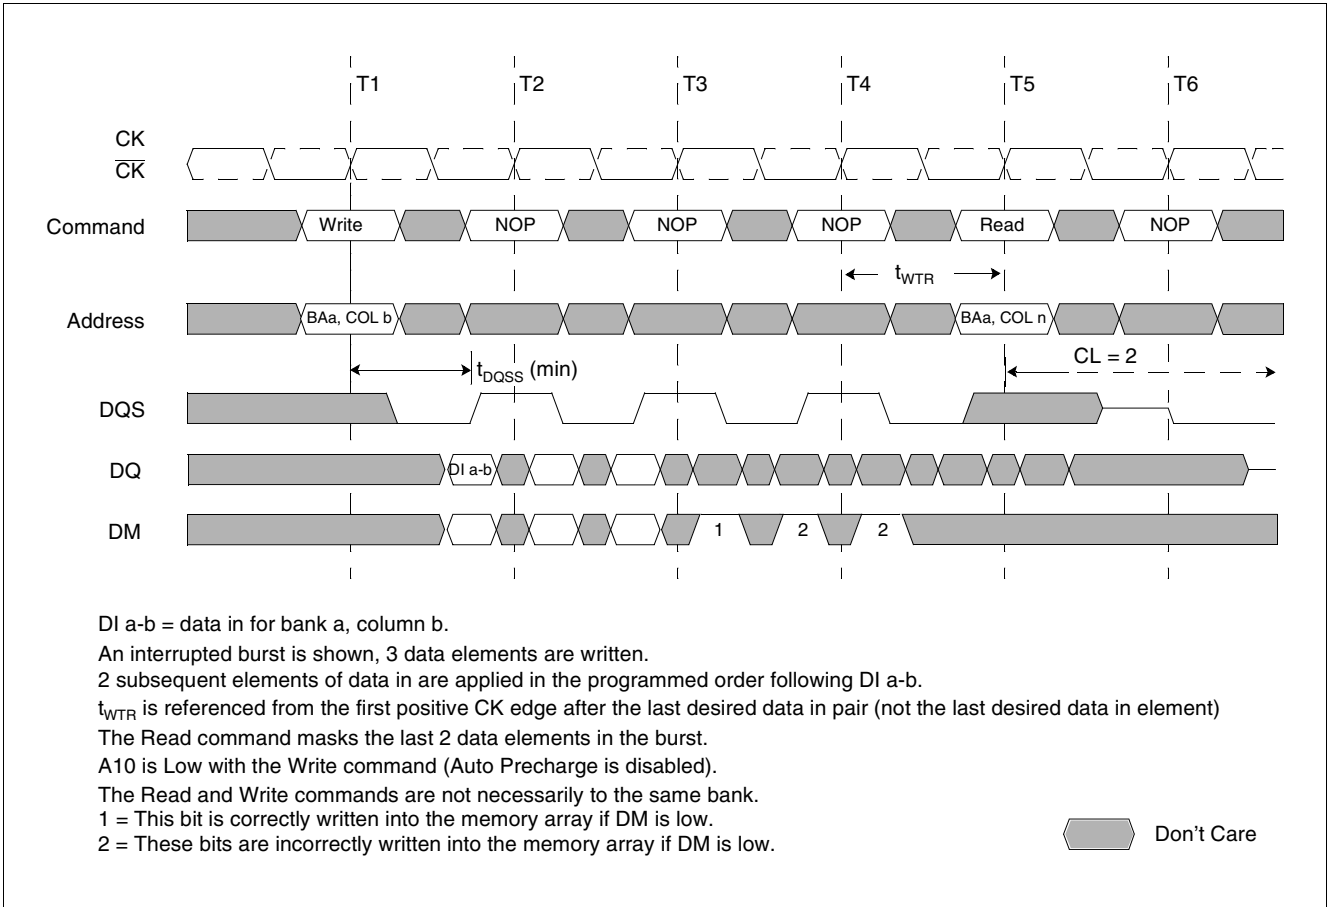 T1 T2 T3 T4 T5 T6
CK
CK
Command Write NOP NOP NOP Read NOP
tWTR
Address BAa, COL b BAa, COL n
tDQSS (min) CL = 2
DQS
DQ DI a-b
DM 1 2 2
DI a-b = data in for bank a, column b.
An interrupted burst is shown, 3 data elements are written.
2 subsequent elements of data in are applied in the programmed order following DI a-b.
tWTR is referenced from the first positive CK edge after the last desired data in pair (not the last desired data in element)
The Read command masks the last 2 data elements in the burst.
A10 is Low with the Write command (Auto Precharge is disabled).
The Read and Write commands are not necessarily to the same bank.
1 = This bit is correctly written into the memory array if DM is low.
2 = These bits are incorrectly written into the memory array if DM is low.
Don't Care